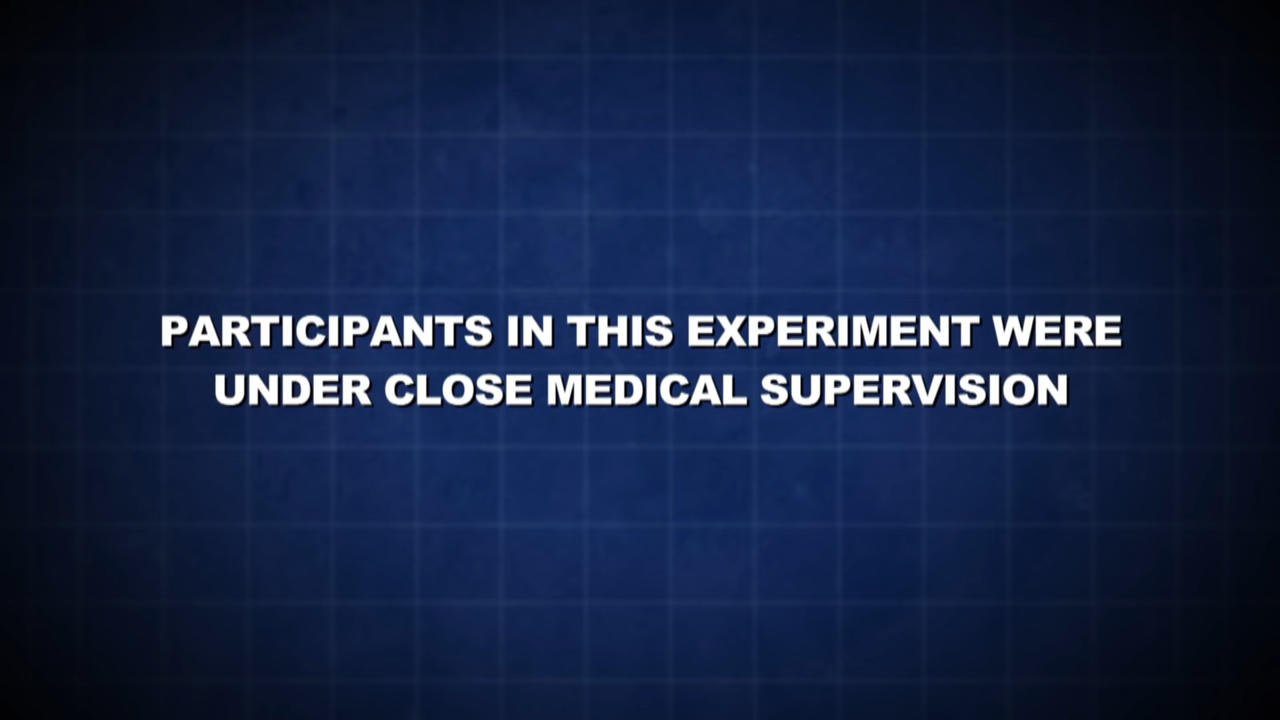 PARTICIPANTS IN THIS EXPERIMENT WERE
UNDER CLOSE MEDICAL SUPERVISION